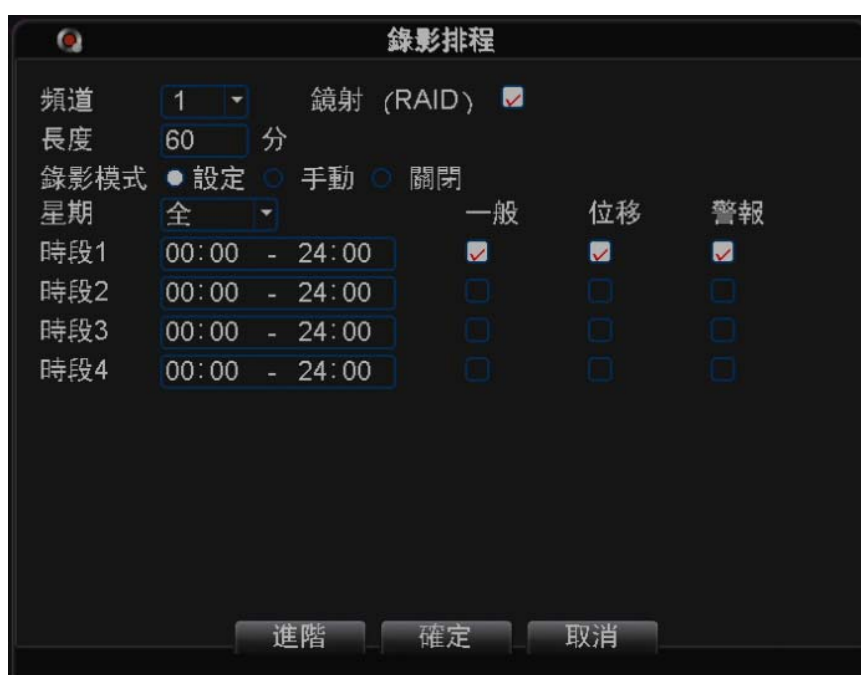 錄影排程
頻道 1 鏡射 (RAID)
長度 60 分
錄影模式 設定 手動 關閉
星期 全 一般 位移 警報
時段1 00:00 - 24:00
時段2 00:00 - 24:00
時段3 00:00 - 24:00
時段4 00:00 - 24:00
進階 確定 取消